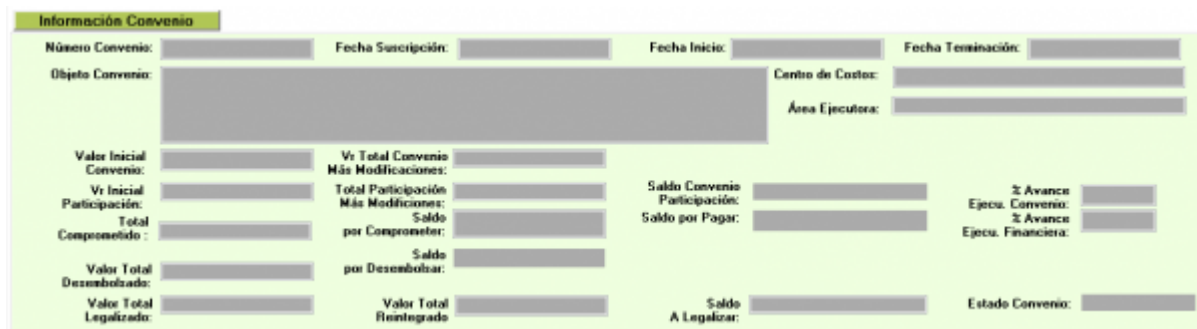 Información Convenio
Número Convenio: Fecha Suscripción: Fecha Inicio: Fecha Terminación:
Objeto Convenio: Centro de Costos:
Área Ejecutora:
Valor Inicial Vr Total Convenio
Convenio: Más Modificaciones:
Vr Inicial Total Participación Saldo Convenio % Avance
Participación: Más Modificiones: Participación: Ejecu. Convenio:
Total Saldo Saldo por Pagar: % Avance
Comprometido : por Comprometer: Ejecu. Financiera:
Saldo
Valor Total por Desembolsar:
Desembolsado:
Valor Total Valor Total Saldo Estado Convenio:
Legalizado: Reintegrado A Legalizar: